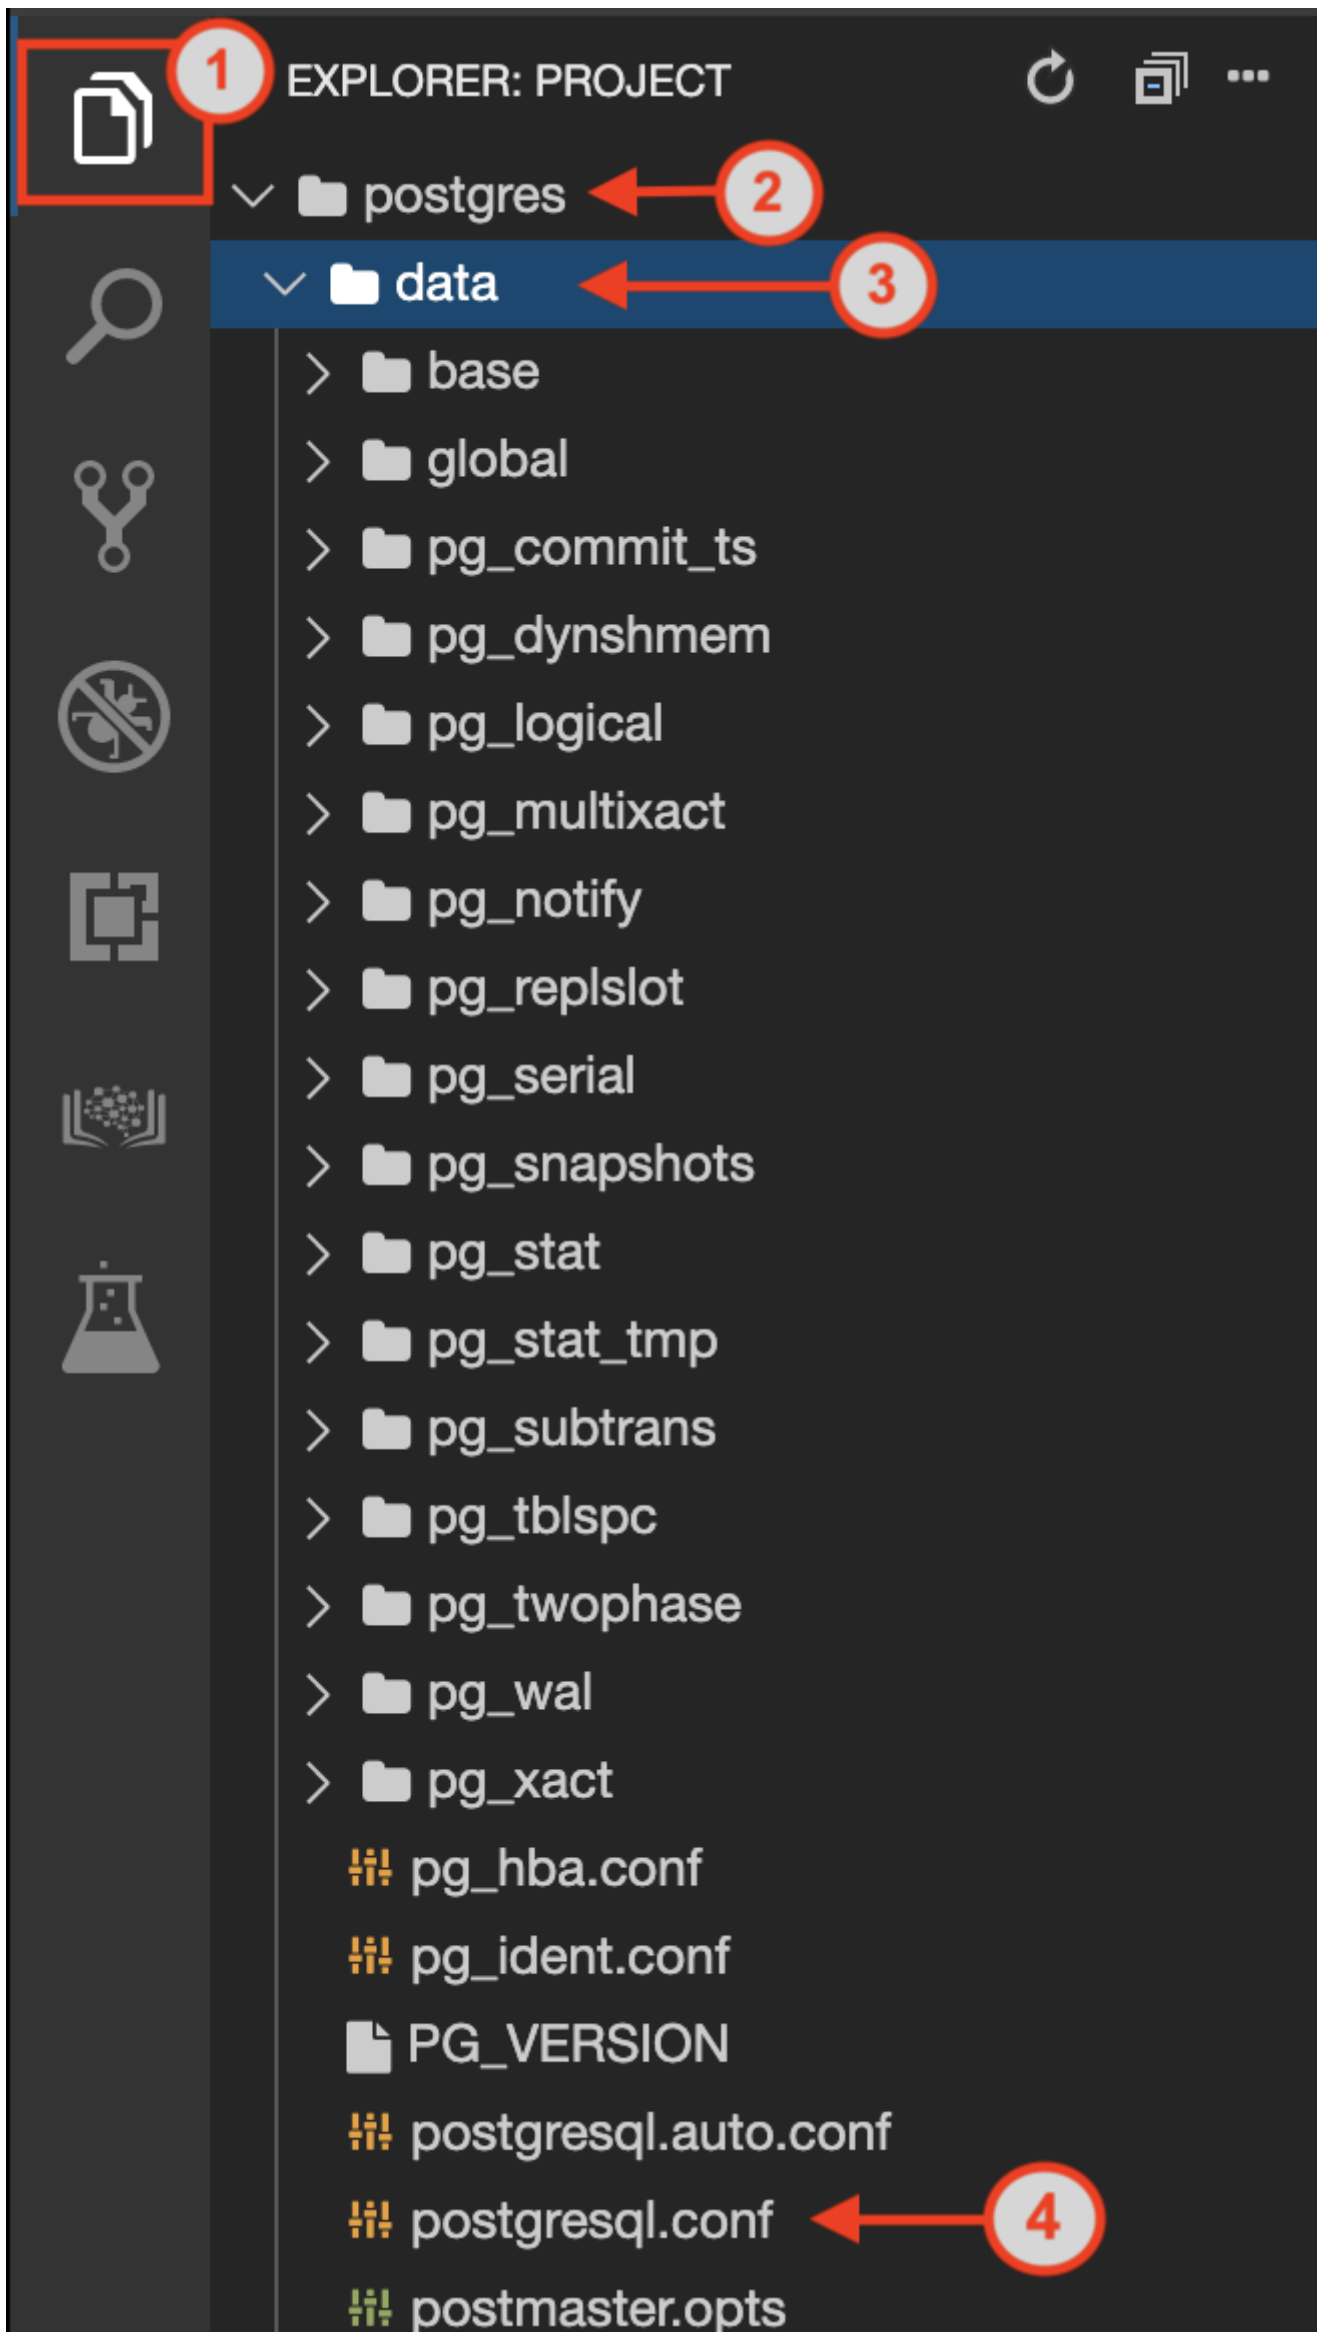 1
EXPLORER: PROJECT
postgres
2
data
3
base
global
pg_commit_ts
pg_dynshmem
pg_logical
pg_multixact
pg_notify
pg_replslot
pg_serial
pg_snapshots
pg_stat
pg_stat_tmp
pg_subtrans
pg_tblspc
pg_twophase
pg_wal
pg_xact
pg_hba.conf
pg_ident.conf
PG_VERSION
postgresql.auto.conf
postgresql.conf
4
postmaster.opts